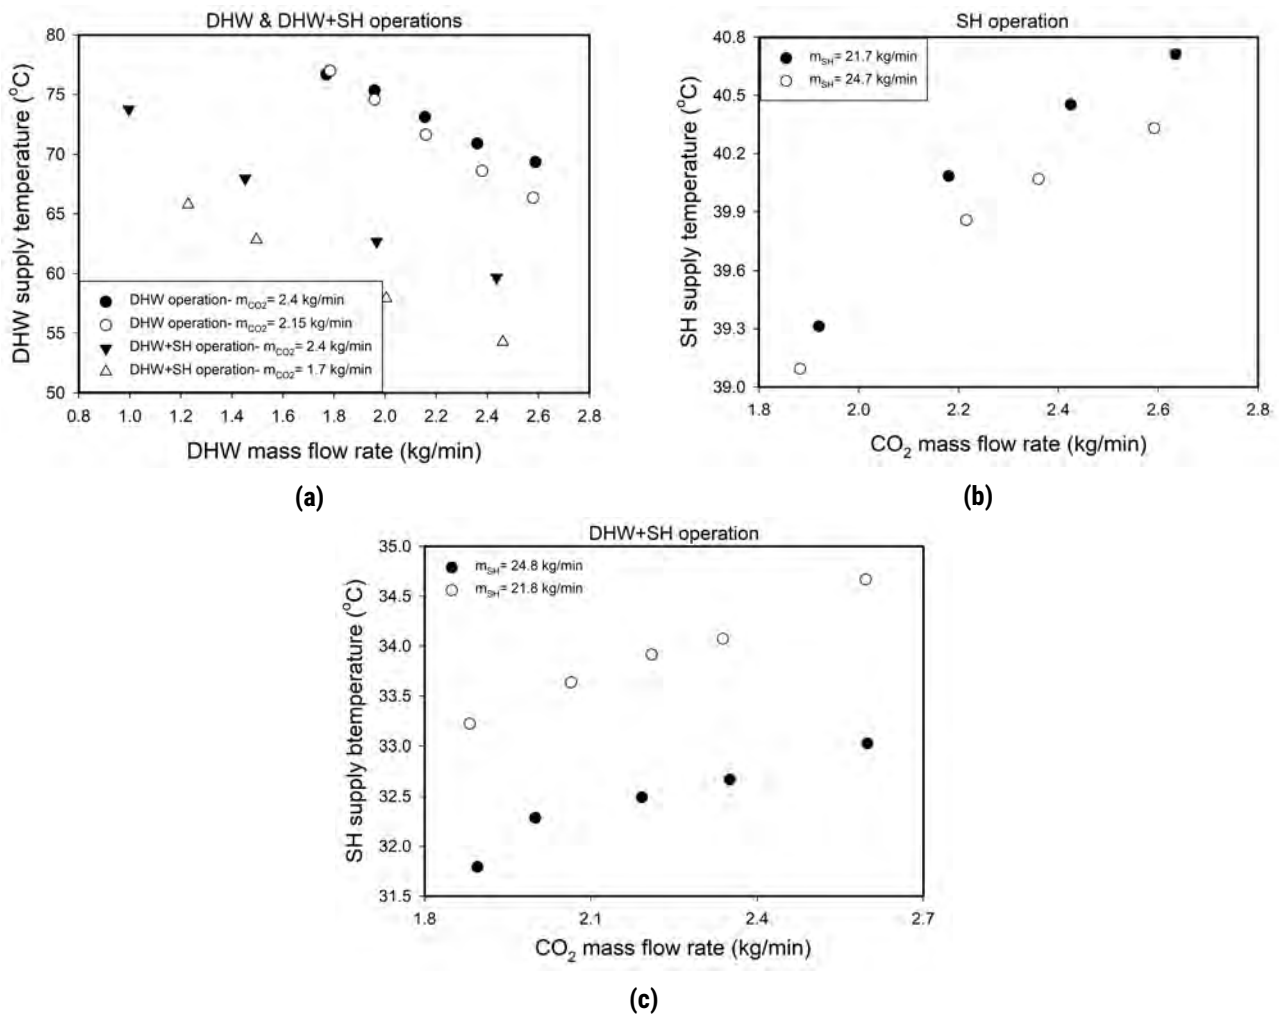 DHW & DHW+SH operations
DHW supply temperature (°C)
80
75
70
65
60
55
50
DHW operation- mCO2= 2.4 kg/min
DHW operation- mCO2= 2.15 kg/min
DHW+SH operation- mCO2= 2.4 kg/min
DHW+SH operation- mCO2= 1.7 kg/min
0.8 1.0 1.2 1.4 1.6 1.8 2.0 2.2 2.4 2.6 2.8
DHW mass flow rate (kg/min)
(a)
SH operation
SH supply temperature (°C)
40.8
40.5
40.2
39.9
39.6
39.3
39.0
mSH= 21.7 kg/min
mSH= 24.7 kg/min
1.8 2.0 2.2 2.4 2.6 2.8
CO2 mass flow rate (kg/min)
(b)
DHW+SH operation
SH supply btemperature (°C)
35.0
34.5
34.0
33.5
33.0
32.5
32.0
31.5
mSH= 24.8 kg/min
mSH= 21.8 kg/min
1.8 2.1 2.4 2.7
CO2 mass flow rate (kg/min)
(c)